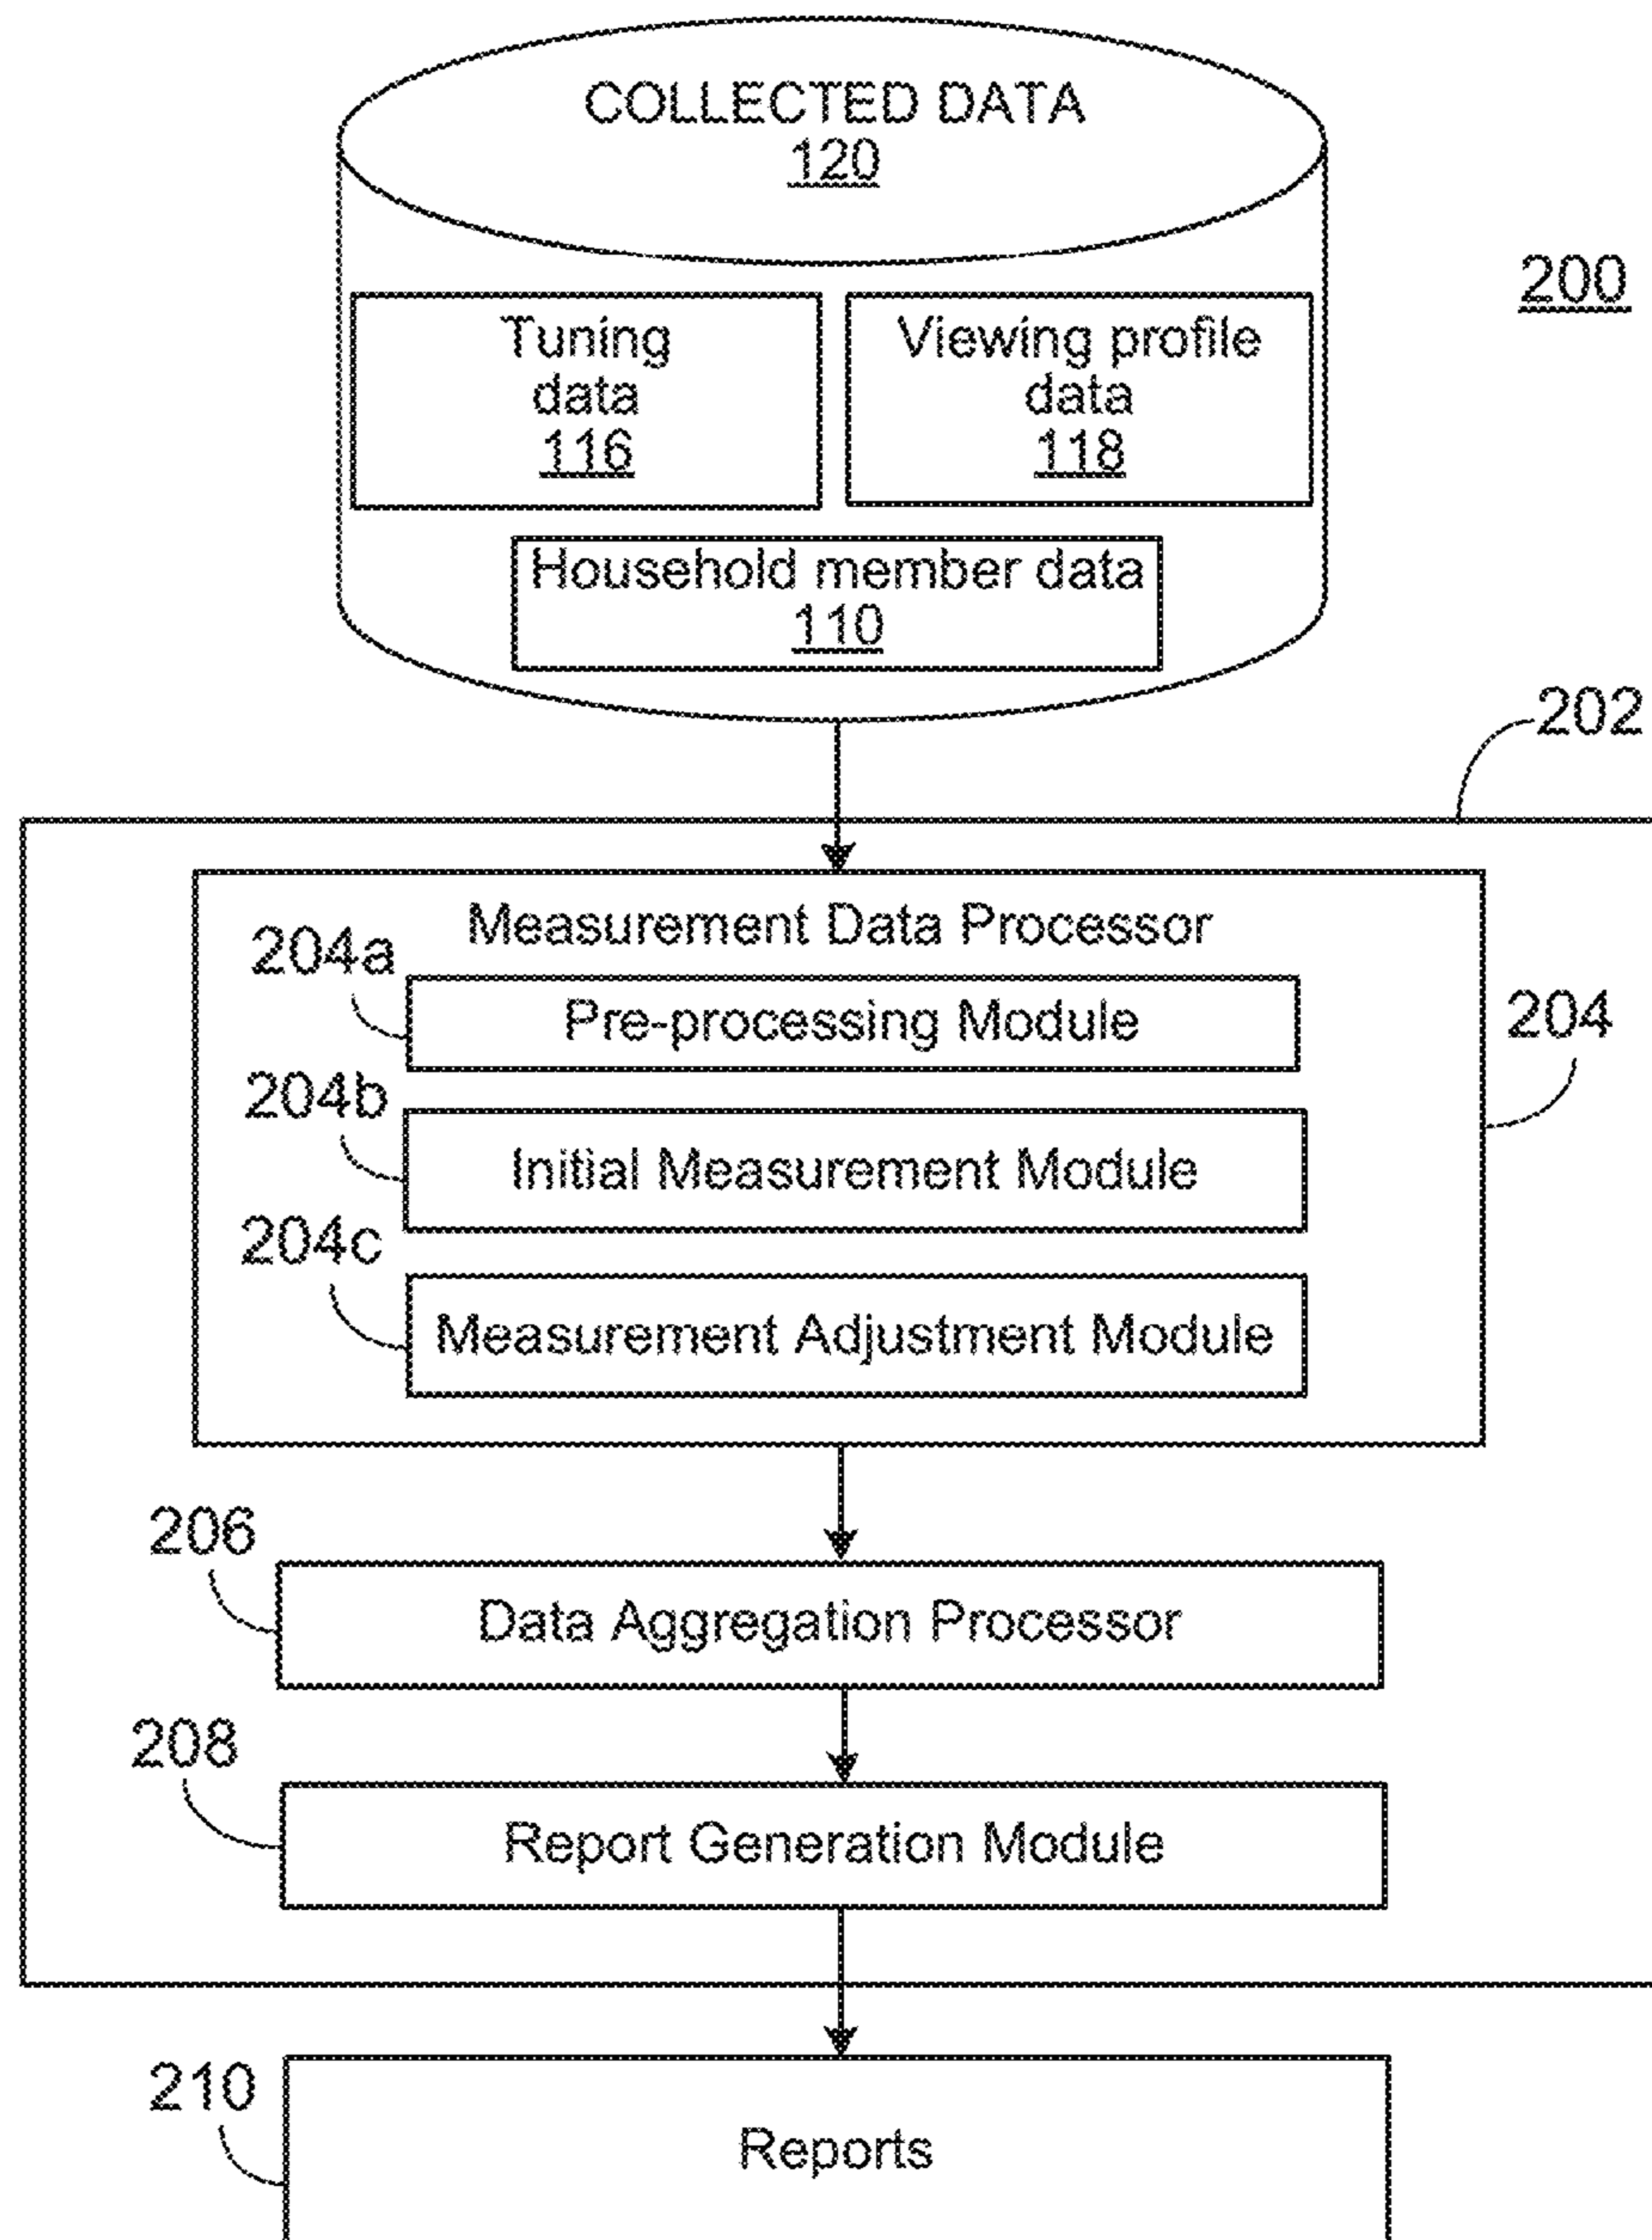 COLLECTED DATA
120
200
Tuning
data
116
Viewing profile
data
118
Household member data
110
202
Measurement Data Processor
204a
Pre-processing Module
204
204b
Initial Measurement Module
204c
Measurement Adjustment Module
206
Data Aggregation Processor
208
Report Generation Module
210
Reports